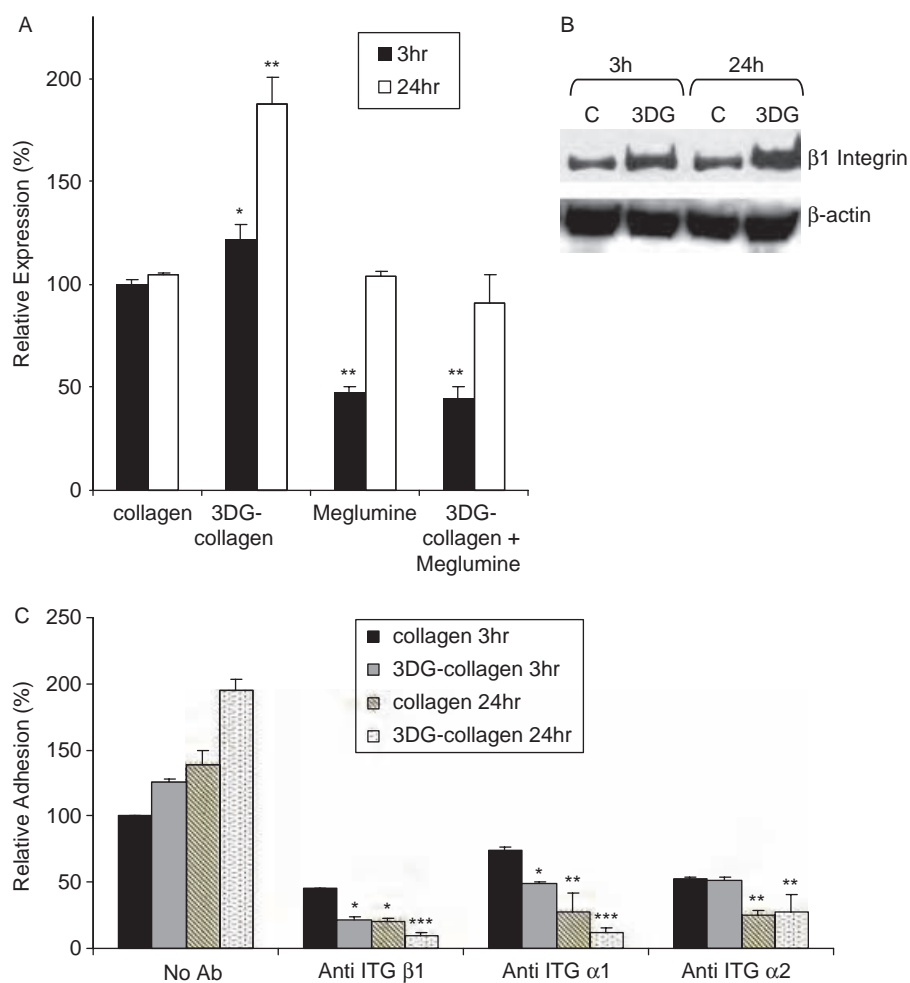 A
Relative Expression (%)
200
150
100
50
0
3hr
24hr
**
*
**
**
collagen
3DG-
collagen
Meglumine
3DG-
collagen +
Meglumine
B
3h 24h
C 3DG C 3DG
β1 Integrin
β-actin
C
Relative Adhesion (%)
250
200
150
100
50
0
collagen 3hr
3DG-collagen 3hr
collagen 24hr
3DG-collagen 24hr
* * ***
* ** ***
** **
No Ab Anti ITG β1 Anti ITG α1 Anti ITG α2